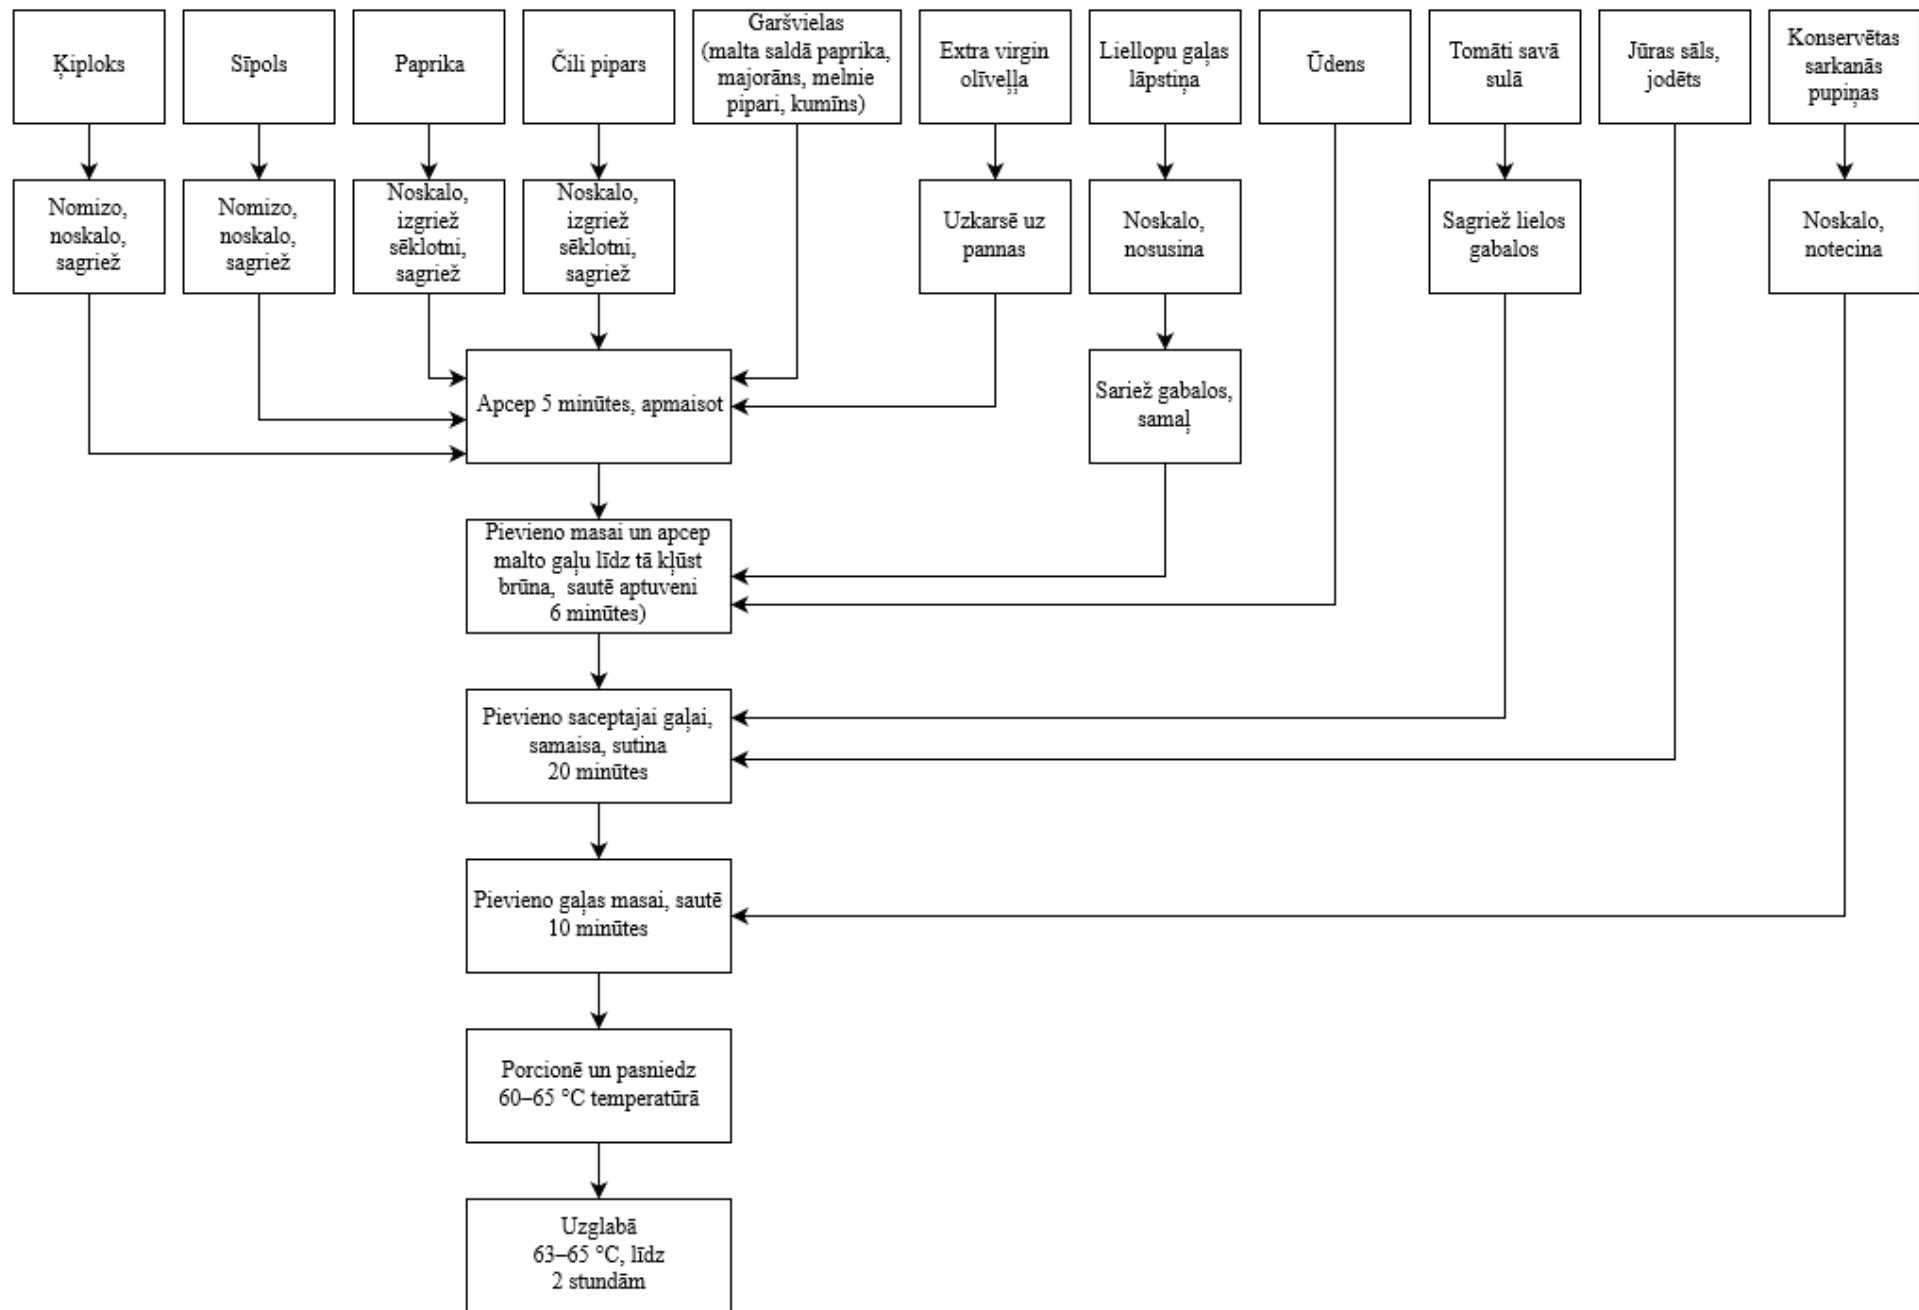 Ķiploks
Sīpols
Paprika
Čili pipars
Garšvielas
(malta saldā paprika,
majorāns, melnie
pipari, kumīns)
Extra virgin
olīveļļa
Liellopu gaļas
lāpstiņa
Ūdens
Tomāti savā
sulā
Jūras sāls,
jodēts
Konservētas
sarkanās
pupiņas
Nomizo,
noskalo,
sagriež
Nomizo,
noskalo,
sagriež
Noskalo,
izgriež
sēklotni,
sagriež
Noskalo,
izgriež
sēklotni,
sagriež
Uzkarsē uz
pannas
Noskalo,
nosusina
Sagriež lielos
gabalos
Noskalo,
notecina
Apcep 5 minūtes, apmaisot
Sariež gabalos,
samaļ
Pievieno masai un apcep
malto gaļu līdz tā kļūst
brūna, sautē aptuveni
6 minūtes)
Pievieno saceptajai gaļai,
samaisa, sutina
20 minūtes
Pievieno gaļas masai, sautē
10 minūtes
Porcionē un pasniedz
60–65 °C temperatūrā
Uzglabā
63–65 °C, līdz
2 stundām